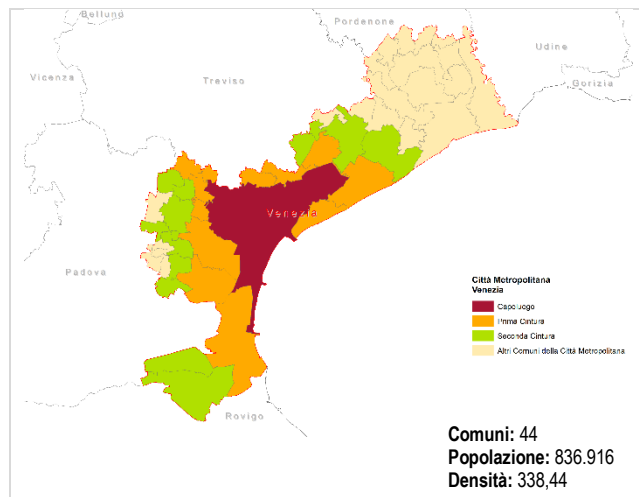 Belluno
Pordenone
Udine
Vicenza
Treviso
Gorizia
Venezia
Padova
Città Metropolitana
Venezia
Capoluogo
Prima Cintura
Seconda Cintura
Altri Comuni della Città Metropolitana
Rovigo
Comuni: 44
Popolazione: 836.916
Densità: 338,44